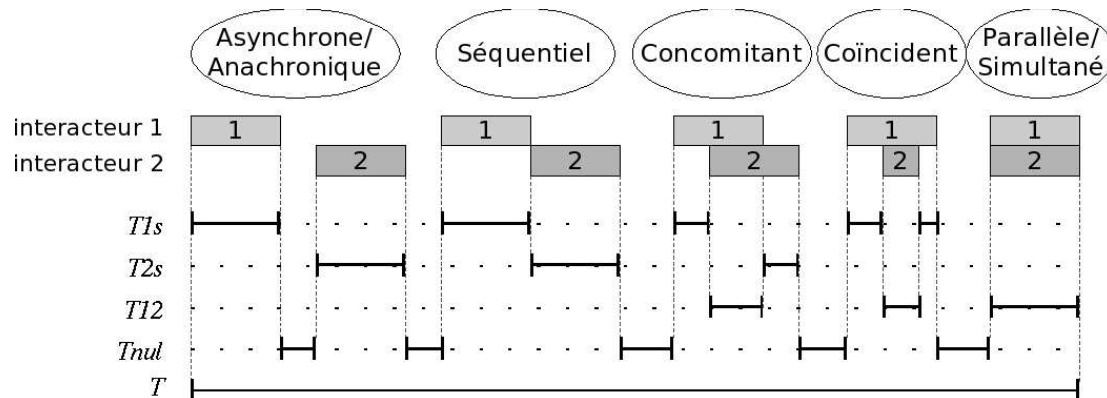 Asynchrone/
Anachronique
Séquentiel
Concomitant
Coïncident
Parallèle/
Simultané
interacteur 1
1 1 1 1 1
interacteur 2
2 2 2 2 2
T1s
T2s
T12
Tnul
T